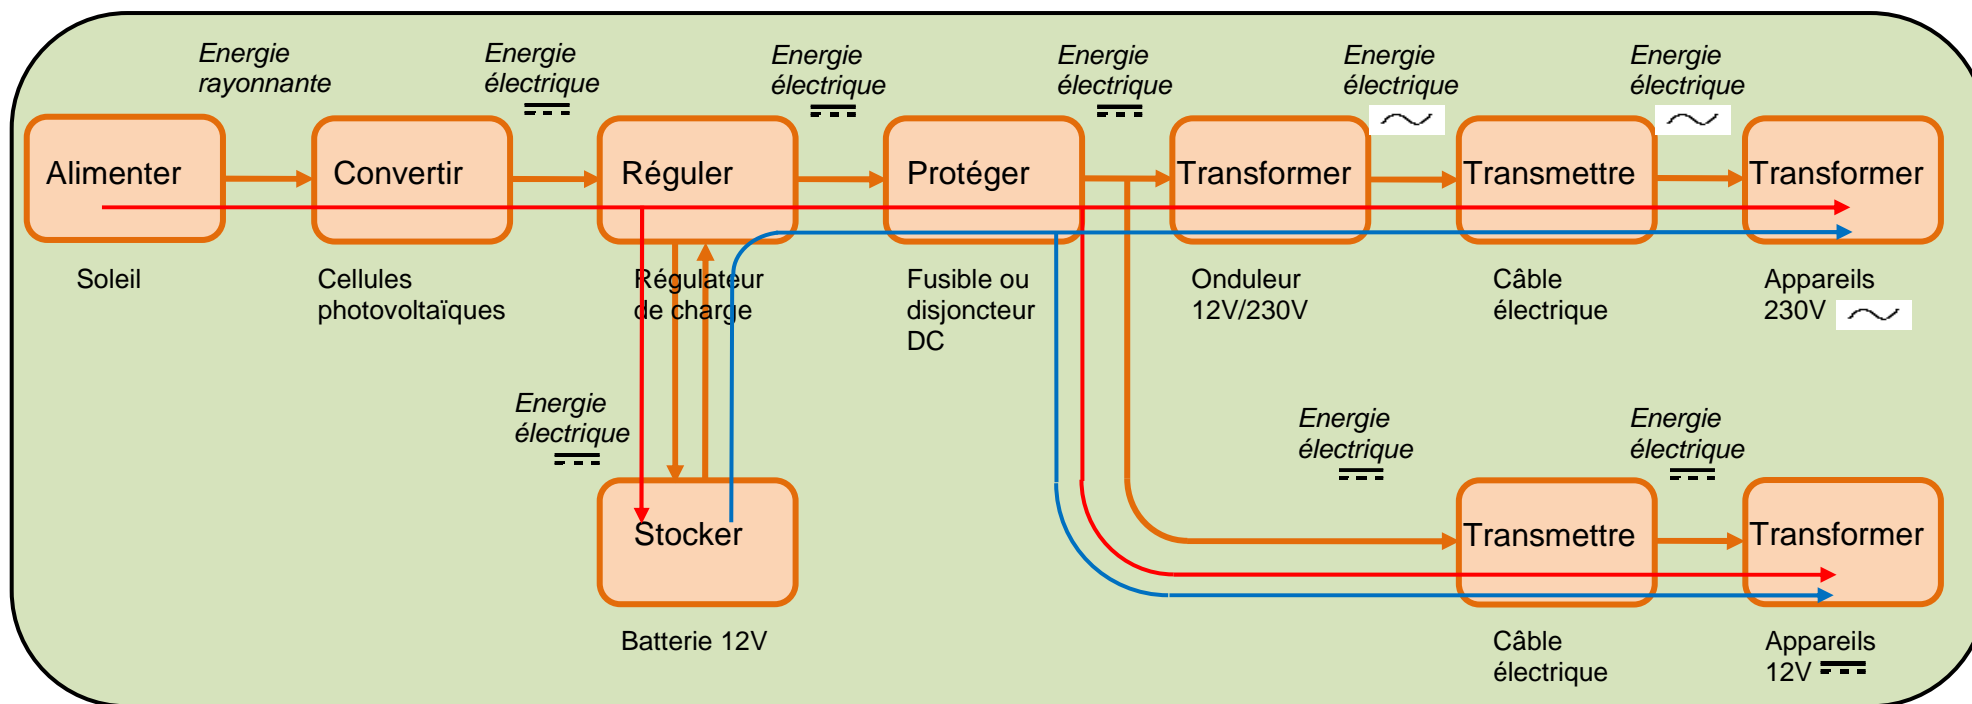 Energie
rayonnante
Energie
électrique
Energie
électrique
Energie
électrique
Energie
électrique
Energie
électrique
Alimenter
Convertir
Réguler
Protéger
Transformer
Transmettre
Transformer
Soleil
Cellules
photovoltaïques
Régulateur
de charge
Fusible ou
disjoncteur
DC
Onduleur
12V/230V
Câble
électrique
Appareils
230V
Energie
électrique
Energie
électrique
Energie
électrique
Stocker
Transmettre
Transformer
Batterie 12V
Câble
électrique
Appareils
12V